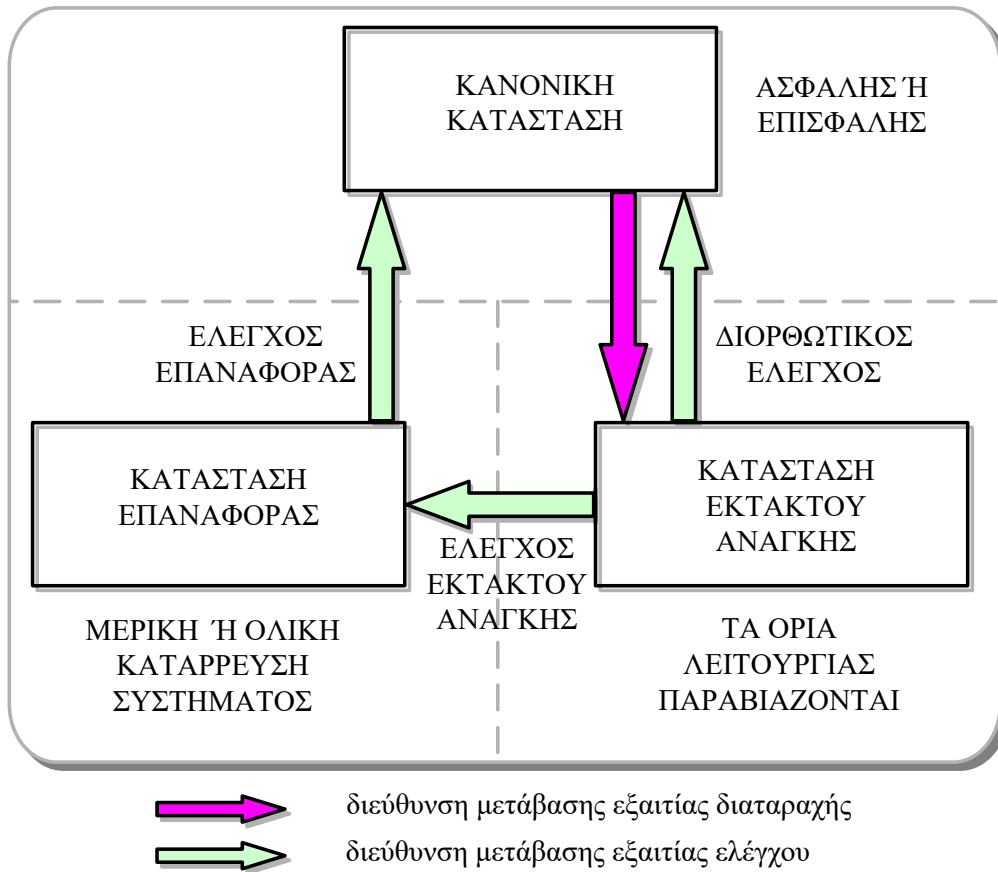 ΚΑΝΟΝΙΚΗ
ΚΑΤΑΣΤΑΣΗ
ΑΣΦΑΛΗΣ Ή
ΕΠΙΣΦΑΛΗΣ
ΕΛΕΓΧΟΣ
ΕΠΑΝΑΦΟΡΑΣ
ΔΙΟΡΘΩΤΙΚΟΣ
ΕΛΕΓΧΟΣ
ΚΑΤΑΣΤΑΣΗ
ΕΠΑΝΑΦΟΡΑΣ
ΕΛΕΓΧΟΣ
ΕΚΤΑΚΤΟΥ
ΑΝΑΓΚΗΣ
ΚΑΤΑΣΤΑΣΗ
ΕΚΤΑΚΤΟΥ
ΑΝΑΓΚΗΣ
ΜΕΡΙΚΗ Ή ΟΛΙΚΗ
ΚΑΤΑΡΡΕΥΣΗ
ΣΥΣΤΗΜΑΤΟΣ
ΤΑ ΟΡΙΑ
ΛΕΙΤΟΥΡΓΙΑΣ
ΠΑΡΑΒΙΑΖΟΝΤΑΙ
διεύθυνση μετάβασης εξαιτίας διαταραχής
διεύθυνση μετάβασης εξαιτίας ελέγχου